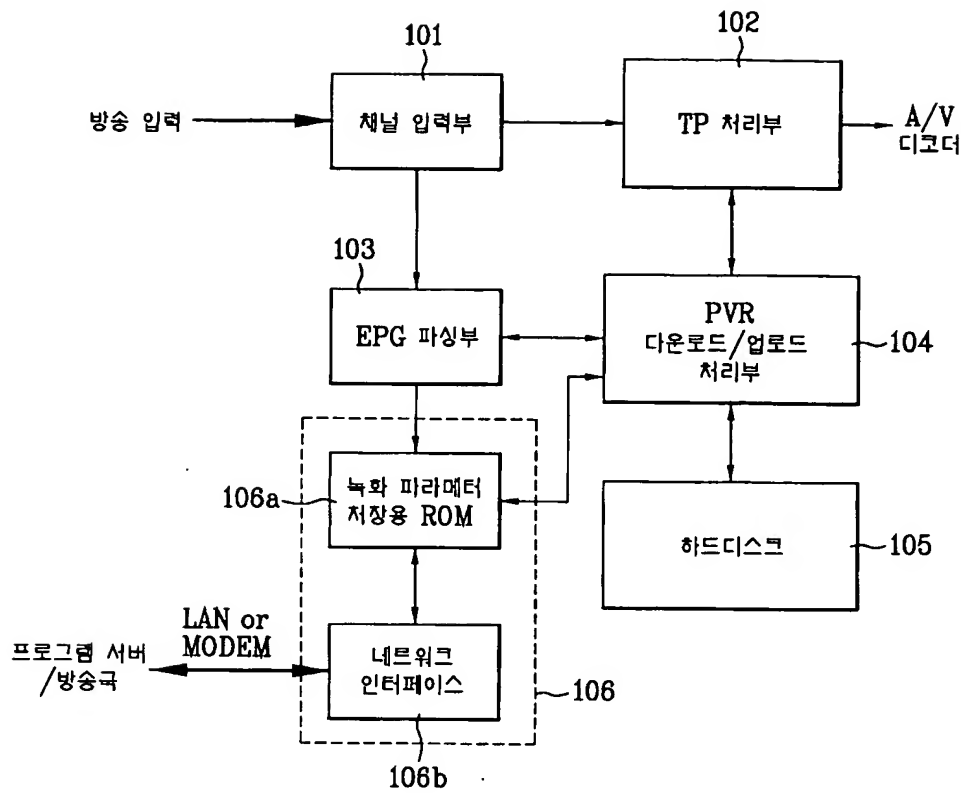 101
102
방송 입력
채널 입력부
TP 처리부
A/V
디코더
103
EPG 파싱부
PVR
다운로드/업로드
처리부
104
106a
녹화 파라메터
저장용 ROM
하드디스크
105
LAN or
MODEM
프로그램 서버
/방송국
네트워크
인터페이스
106
106b